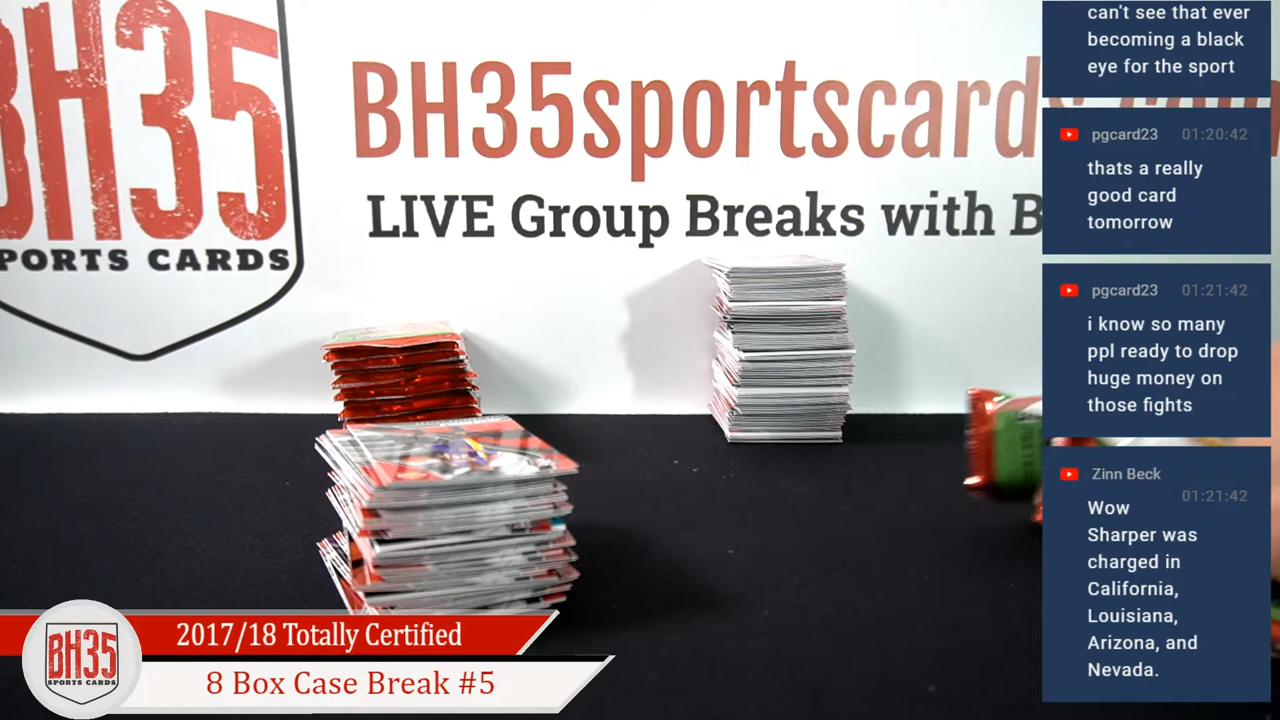 BH35
SPORTS CARDS
BH35sportscards.com
LIVE Group Breaks with B
can't see that ever
becoming a black
eye for the sport
pgcard23 01:20:42
thats a really
good card
tomorrow
pgcard23 01:21:42
i know so many
ppl ready to drop
huge money on
those fights
Zinn Beck
01:21:42
Wow
Sharper was
charged in
California,
Louisiana,
Arizona, and
Nevada.
BH35
SPORTS CARDS
2017/18 Totally Certified
8 Box Case Break #5